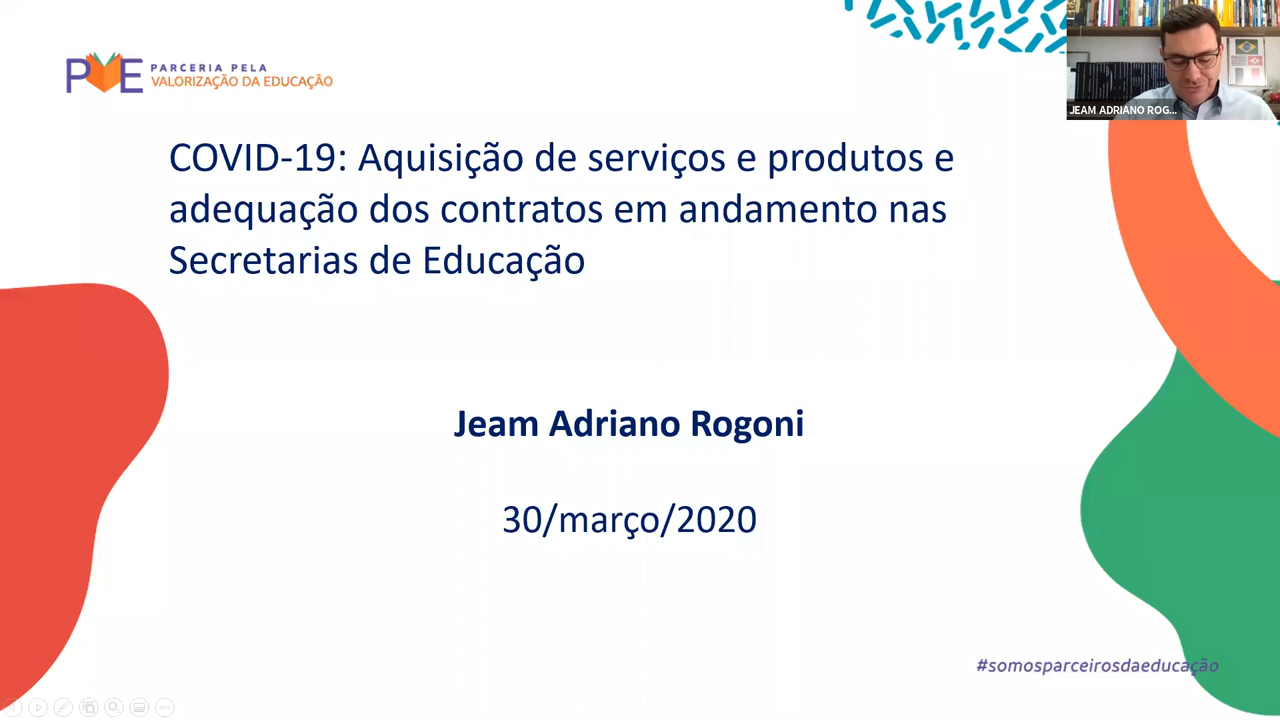 PVE PARCERIA PELA
VALORIZAÇÃO DA EDUCAÇÃO
JEAM ADRIANO ROG...
COVID-19: Aquisição de serviços e produtos e
adequação dos contratos em andamento nas
Secretarias de Educação
Jeam Adriano Rogoni
30/março/2020
#somosparceirosdaeducação